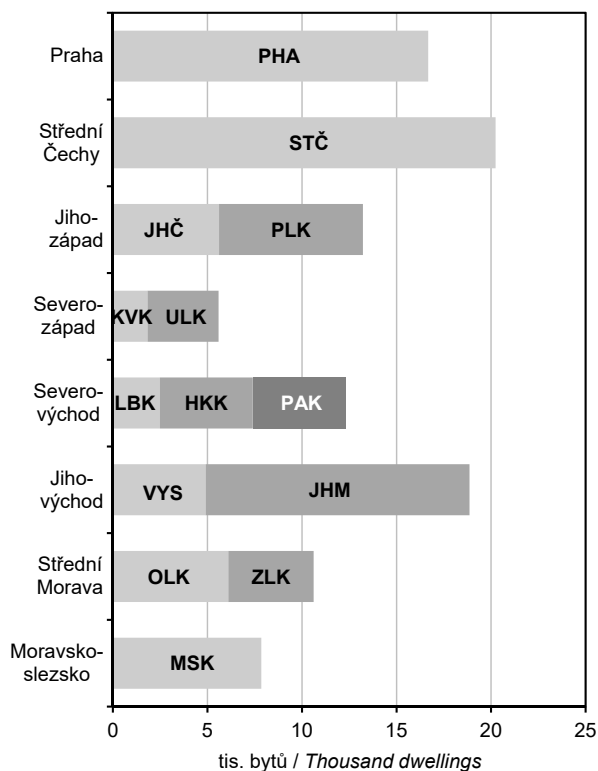 Praha
PHA
Střední
Čechy
STČ
Jiho-
západ
JHČ PLK
Severo-
západ
KVK ULK
Severo-
východ
LBK HKK PAK
Jiho-
východ
VYS JHM
Střední
Morava
OLK ZLK
Moravsko-
slezsko
MSK
0 5 10 15 20 25
tis. bytů / Thousand dwellings